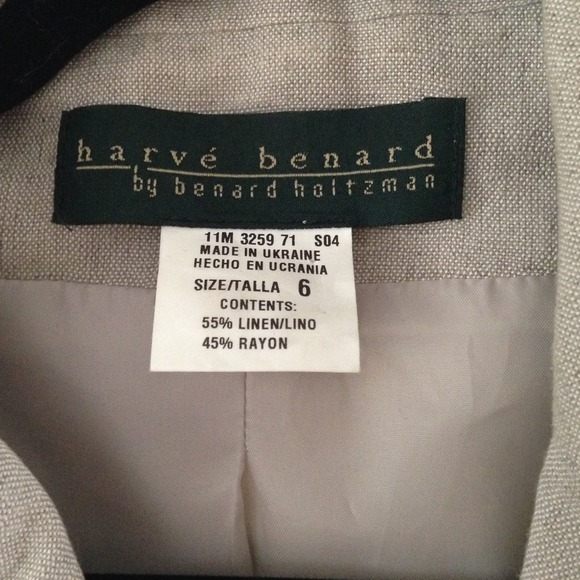 harvé benard
by benard holtzman
11M 3259 71 S04
MADE IN UKRAINE
HECHO EN UCRANIA
SIZE/TALLA 6
CONTENTS:
55% LINEN/LINO
45% RAYON